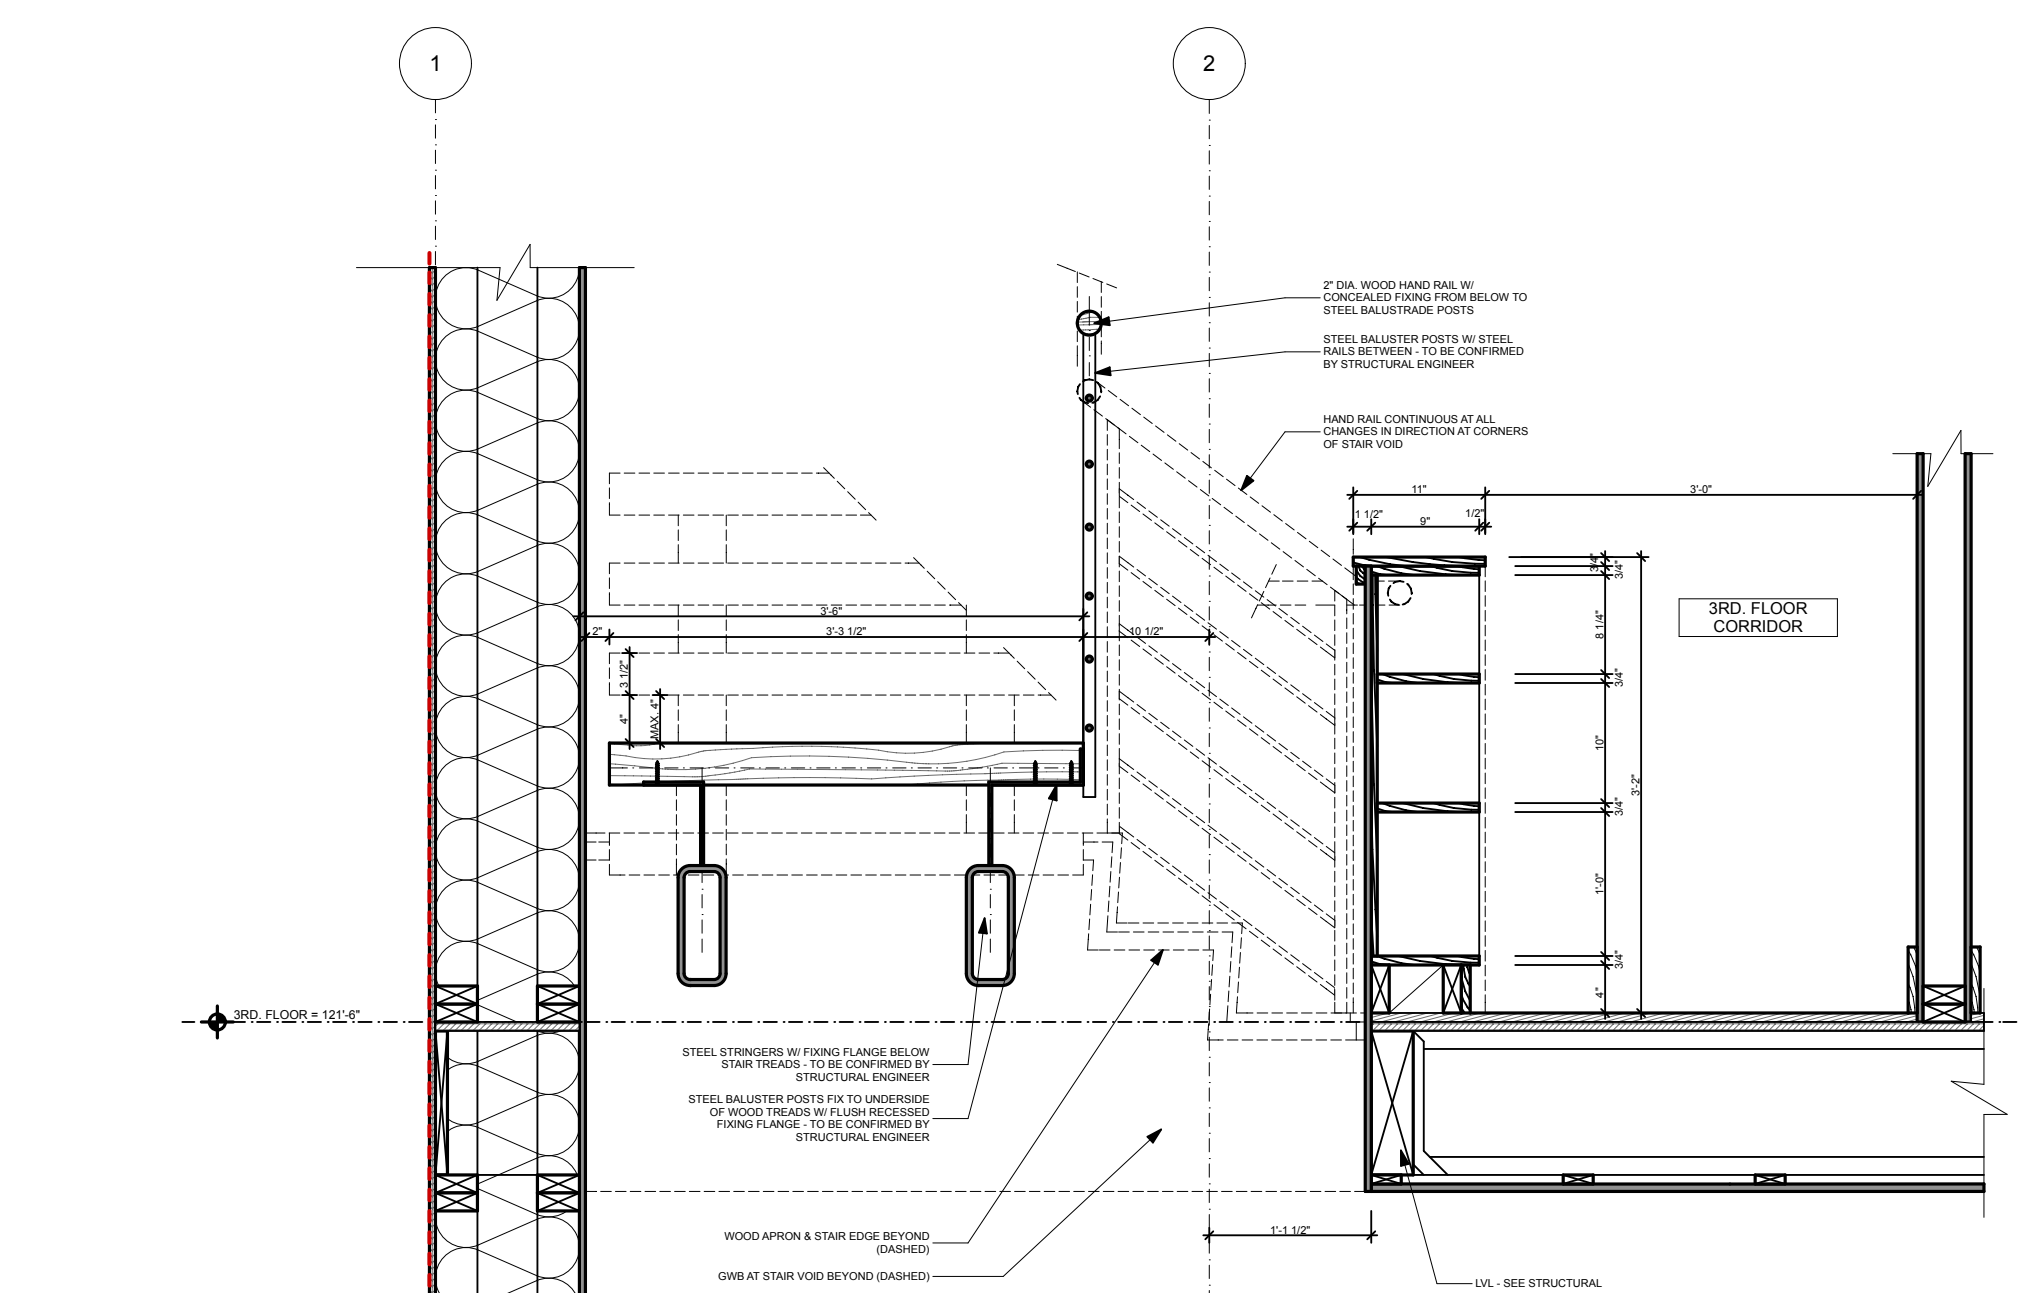 1
2
2" DIA. WOOD HAND RAIL W/
CONCEALED FIXING FROM BELOW TO
STEEL BALUSTRADE POSTS
STEEL BALUSTER POSTS W/ STEEL
RAILS BETWEEN - TO BE CONFIRMED
BY STRUCTURAL ENGINEER
HAND RAIL CONTINUOUS AT ALL
CHANGES IN DIRECTION AT CORNERS
OF STAIR VOID
11"
3'-0"
1 1/2"
9"
1/2"
3/4"
3/4"
8 1/4"
3/4"
10"
3/4"
3'-2"
1'-0"
3/4"
4"
3RD. FLOOR
CORRIDOR
3'-6"
2"
3'-3 1/2"
10 1/2"
3 1/2"
4"
MAX. 4"
3RD. FLOOR = 121'-6"
STEEL STRINGERS W/ FIXING FLANGE BELOW
STAIR TREADS - TO BE CONFIRMED BY
STRUCTURAL ENGINEER
STEEL BALUSTER POSTS FIX TO UNDERSIDE
OF WOOD TREADS W/ FLUSH RECESSED
FIXING FLANGE - TO BE CONFIRMED BY
STRUCTURAL ENGINEER
WOOD APRON & STAIR EDGE BEYOND
(DASHED)
GWB AT STAIR VOID BEYOND (DASHED)
1'-1 1/2"
LVL - SEE STRUCTURAL